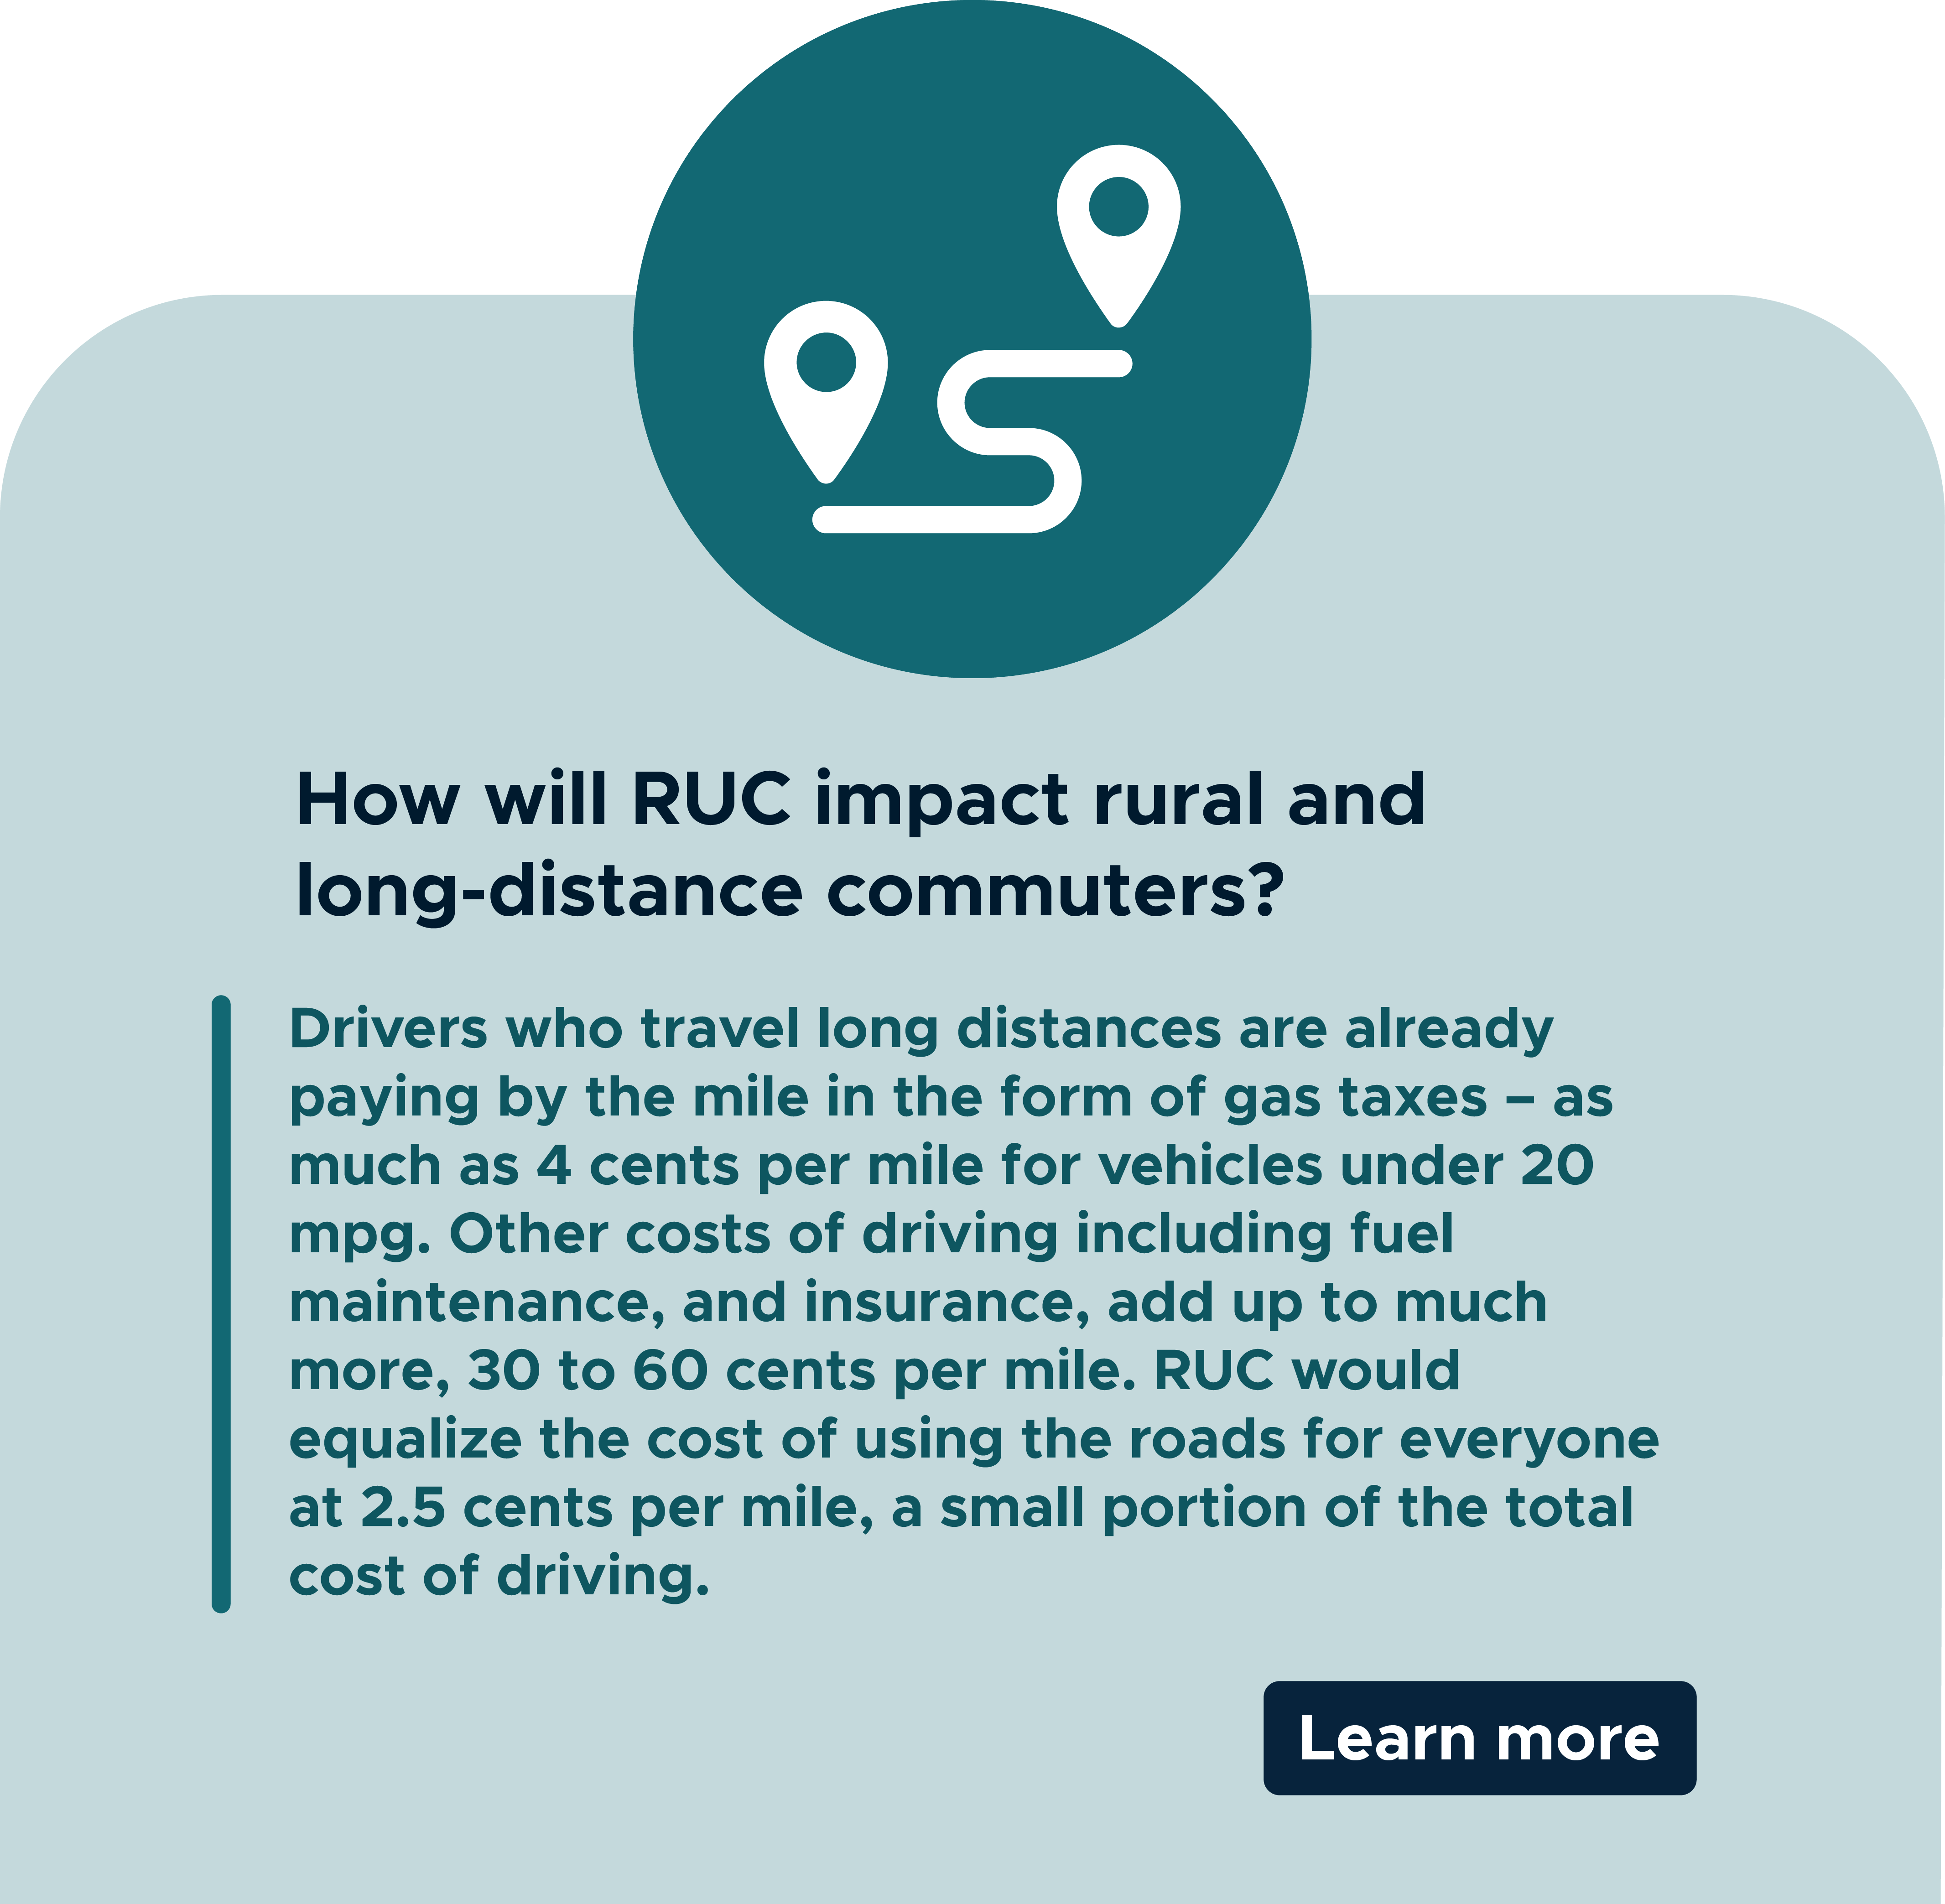 How will RUC impact rural and
long-distance commuters?
Drivers who travel long distances are already
paying by the mile in the form of gas taxes – as
much as 4 cents per mile for vehicles under 20
mpg. Other costs of driving including fuel
maintenance, and insurance, add up to much
more, 30 to 60 cents per mile. RUC would
equalize the cost of using the roads for everyone
at 2.5 cents per mile, a small portion of the total
cost of driving.
Learn more